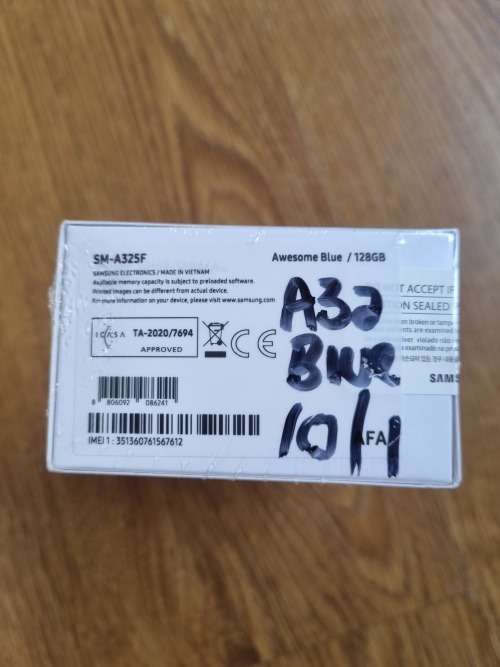 SM-A325F
Awesome Blue / 128GB
SAMSUNG ELECTRONICS / MADE IN VIETNAM
Available memory capacity is subject to preloaded software.
Printed images can be different from actual device.
For more information on your device, please visit www.samsung.com
ICASA TA-2020/7694
APPROVED
CE
8 806092 086241
IMEI 1 : 351360761567612
A32
Blue
10/1
AFA
OT ACCEPT IF
ON SEALED
SAMS